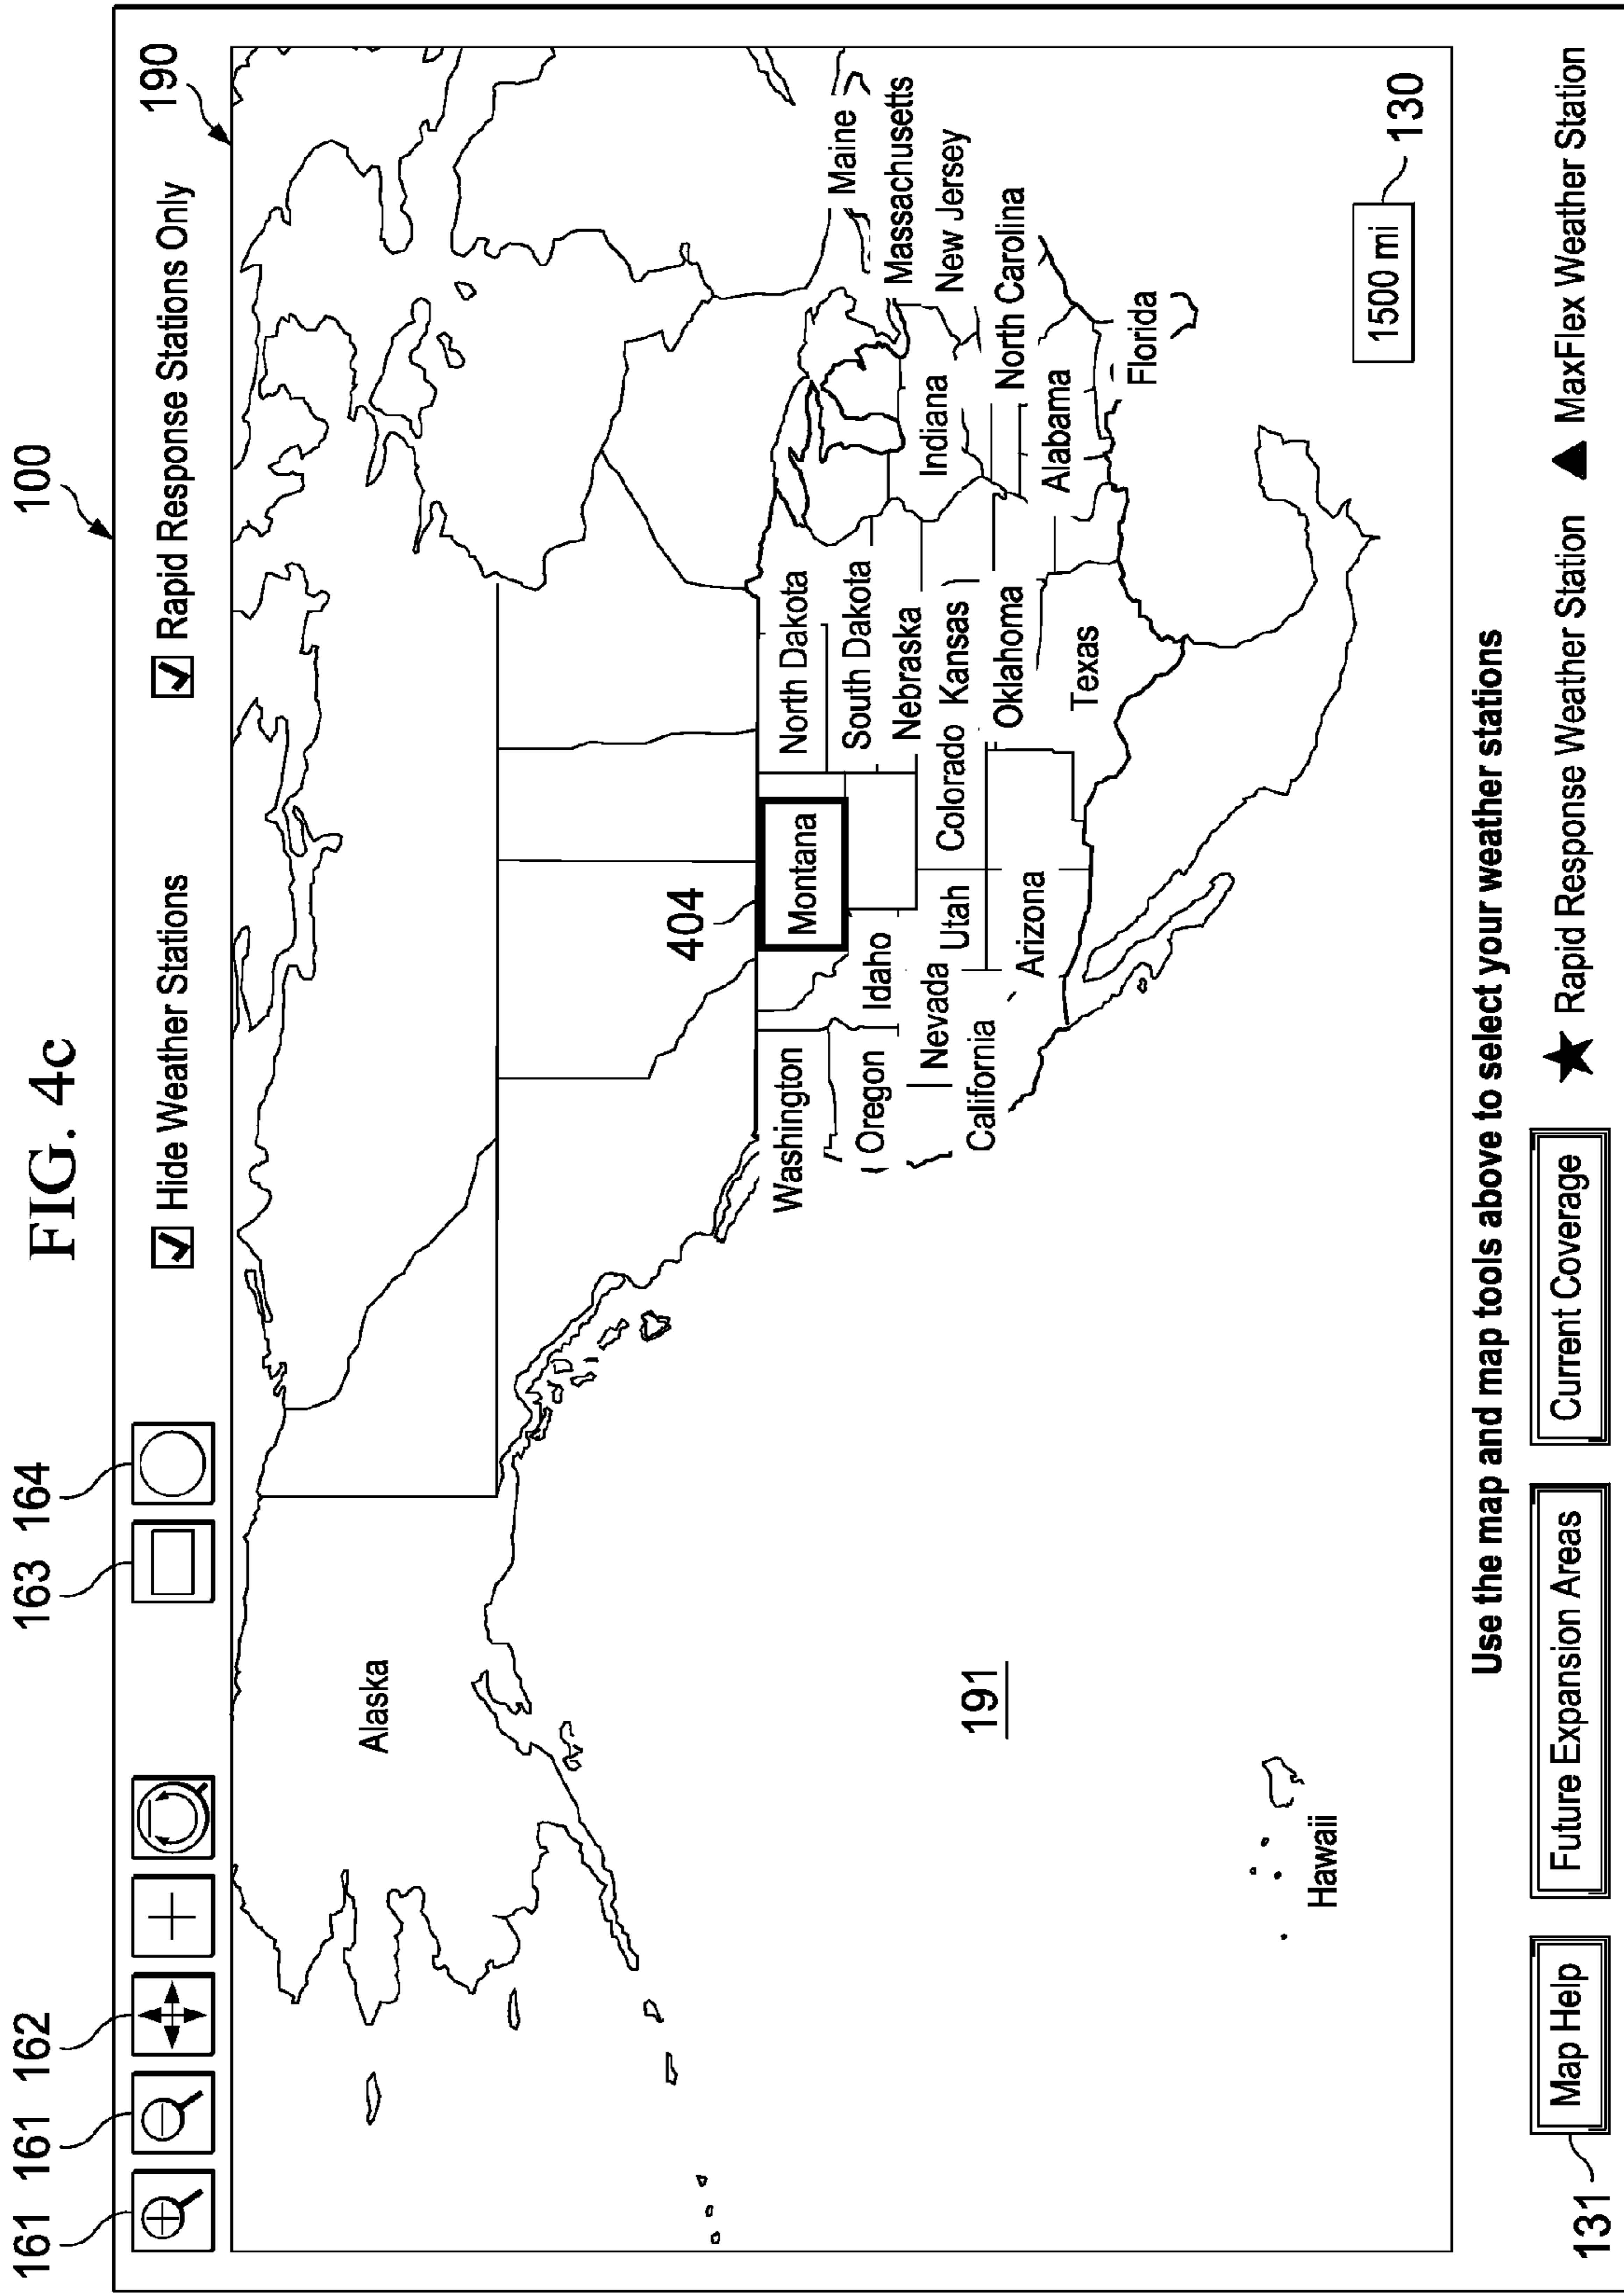 FIG. 4c
100
161 161 162 163 164 190
Hide Weather Stations
Rapid Response Stations Only
Alaska
404
Washington
Montana
North Dakota
Maine
Oregon
Idaho
South Dakota
Massachusetts
Nevada
Utah
Nebraska
Indiana
New Jersey
California
Colorado
Kansas
Arizona
Oklahoma
North Carolina
Alabama
Texas
Florida
191
Hawaii
1500 mi
130
Use the map and map tools above to select your weather stations
131
Map Help
Future Expansion Areas
Current Coverage
Rapid Response Weather Station
MaxFlex Weather Station